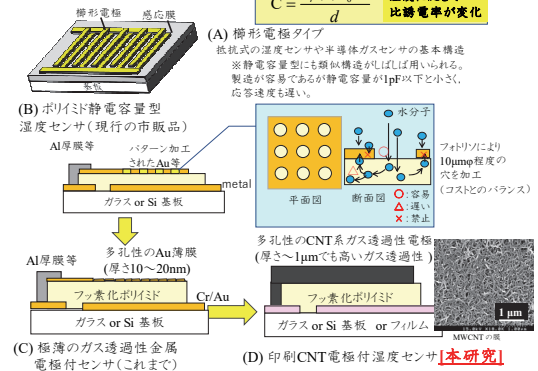 櫛形電極
感応膜
基板
C =
d
比誘電率が変化
(A) 櫛形電極タイプ
抵抗式の湿度センサや半導体ガスセンサの基本構造
※静電容量型にも類似構造がしばしば用いられる。
製造が容易であるが静電容量が1pF以下と小さく,
応答速度も遅い。
(B) ポリイミド静電容量型
湿度センサ(現行の市販品)
Al厚膜等
パターン加工
されたAu等
metal
ガラス or Si 基板
水分子
平面図
断面図
○:容易
△:遅い
×:禁止
フォトリソにより
10μmφ程度の
穴を加工
(コストとのバランス)
多孔性のAu薄膜
(厚さ10~20nm)
Al厚膜等
フッ素化ポリイミド
Cr/Au
ガラス or Si 基板
(C) 極薄のガス透過性金属
電極付センサ(これまで)
多孔性のCNT系ガス透過性電極
(厚さ~1μmでも高いガス透過性)
フッ素化ポリイミド
ガラス or Si 基板 or フィルム
1 μm
MWCNTの膜
(D) 印刷CNT電極付湿度センサ[本研究]